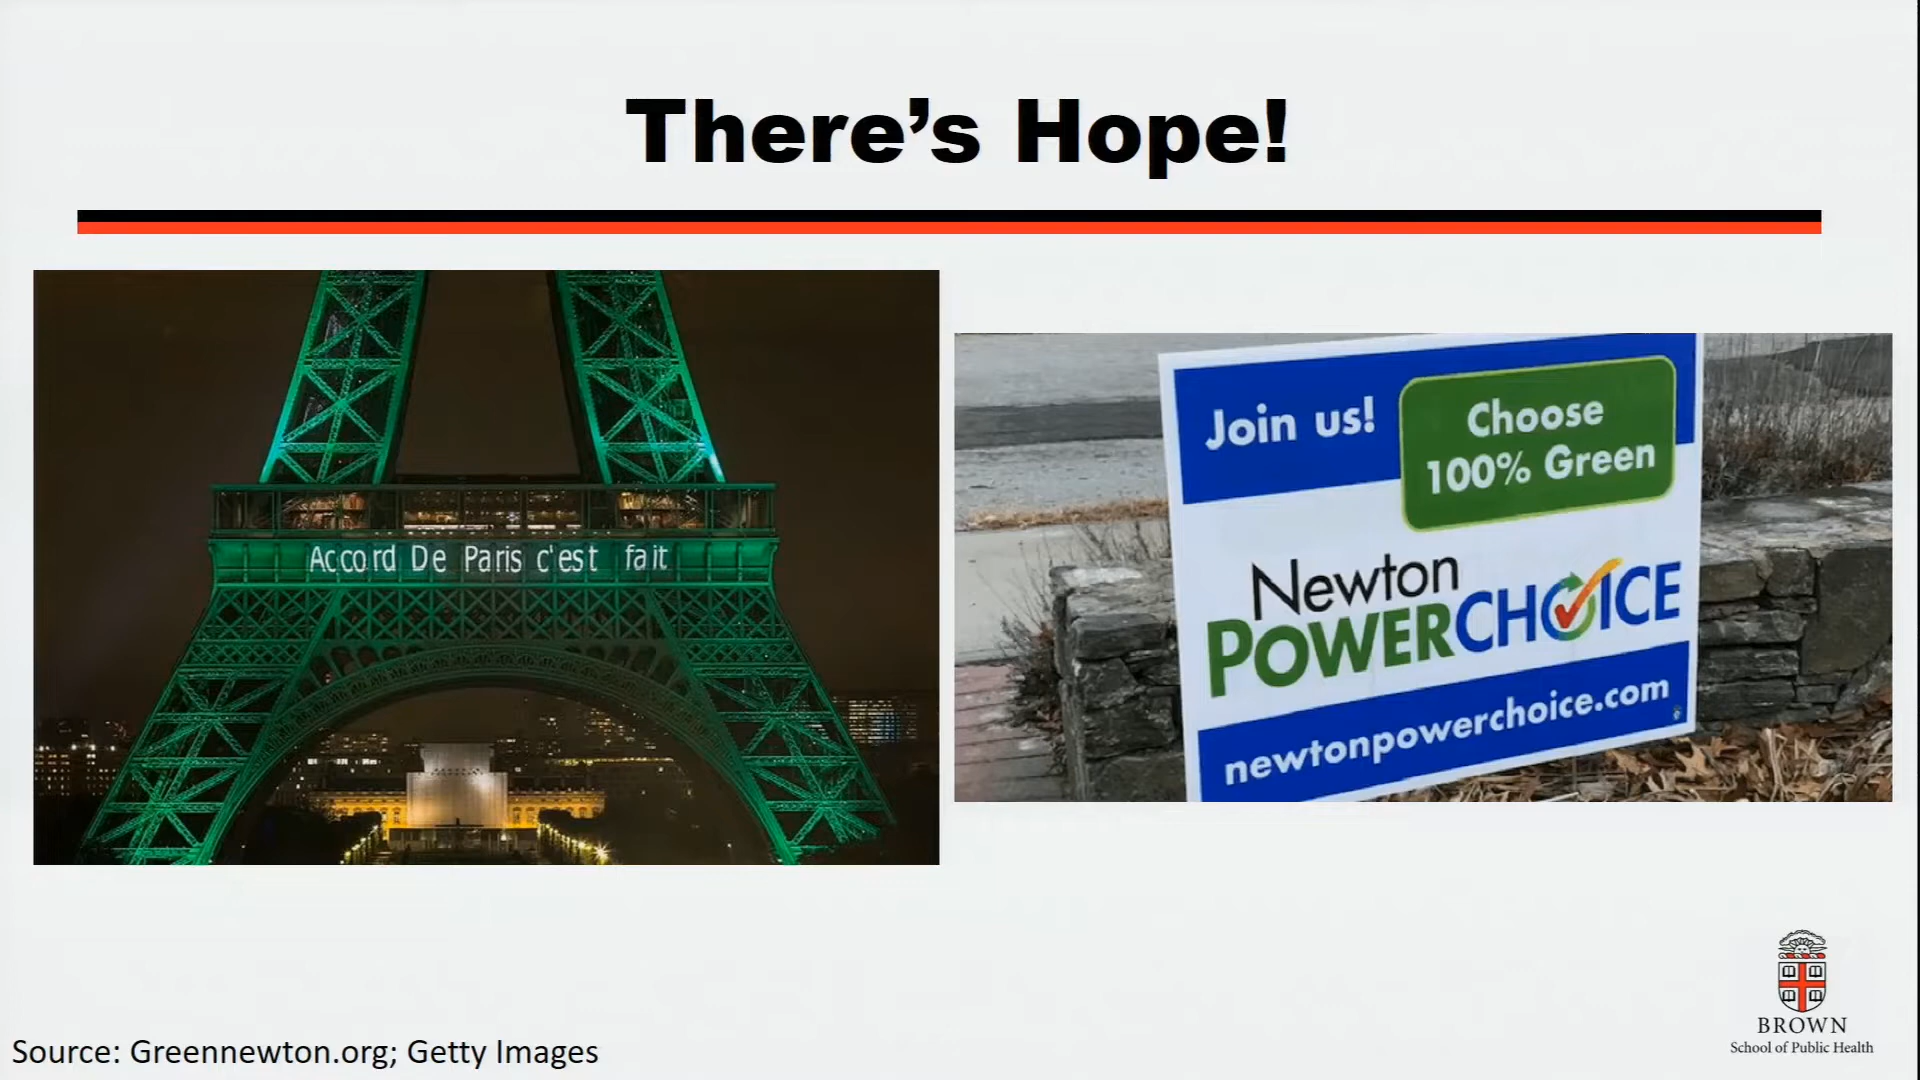 There's Hope!
Accord De Paris c'est fait
Join us!
Choose
100% Green
Newton
POWERCHOICE
newtonpowerchoice.com
Source: Greennewton.org; Getty Images
BROWN
School of Public Health